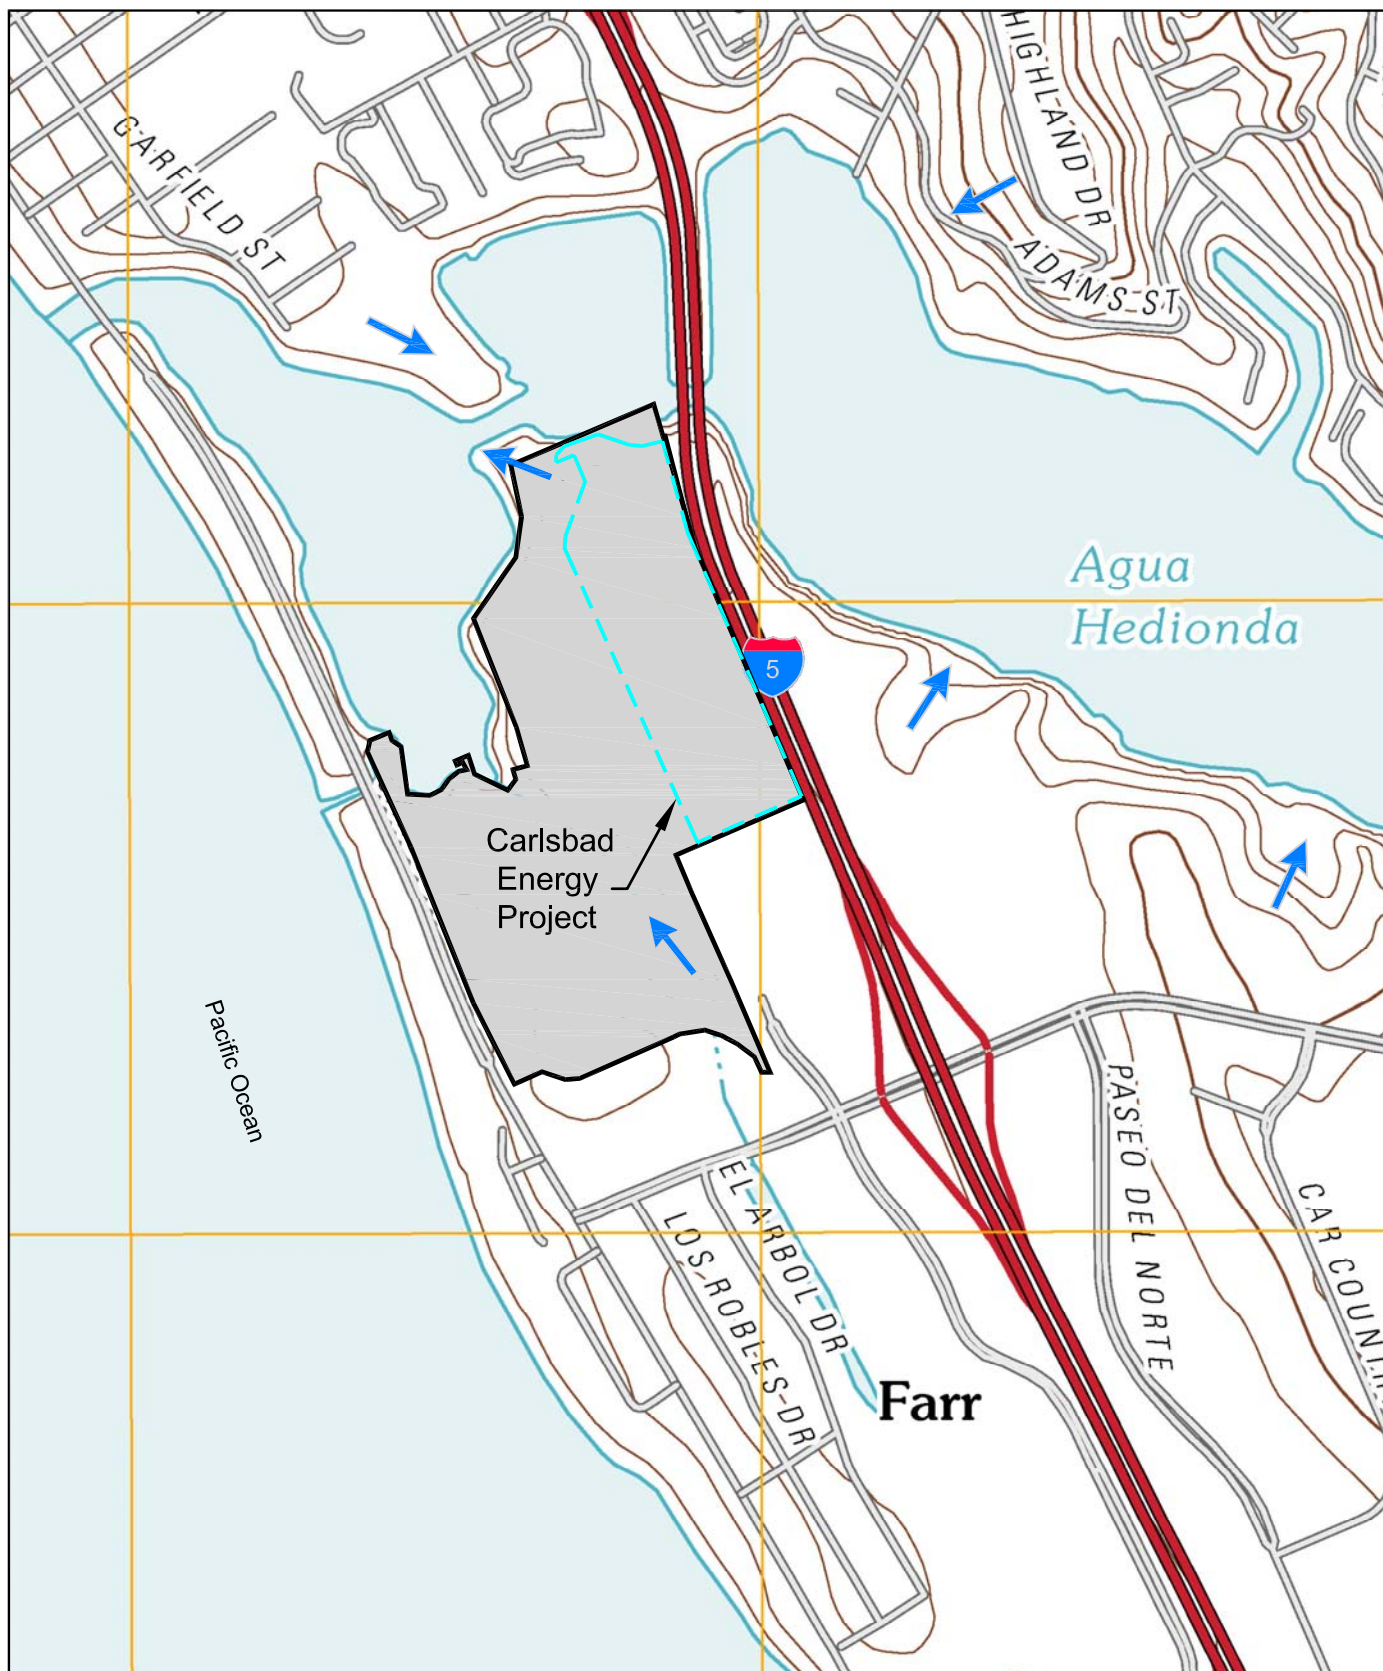 HIGHLAND DR
GARFIELD ST
ADAMS ST
Agua
Hedionda
5
Carlsbad
Energy
Project
Pacific Ocean
PASEO DEL NORTE
EL ARBOL DR
LOS ROBLES DR
CAR COUNTR
Farr